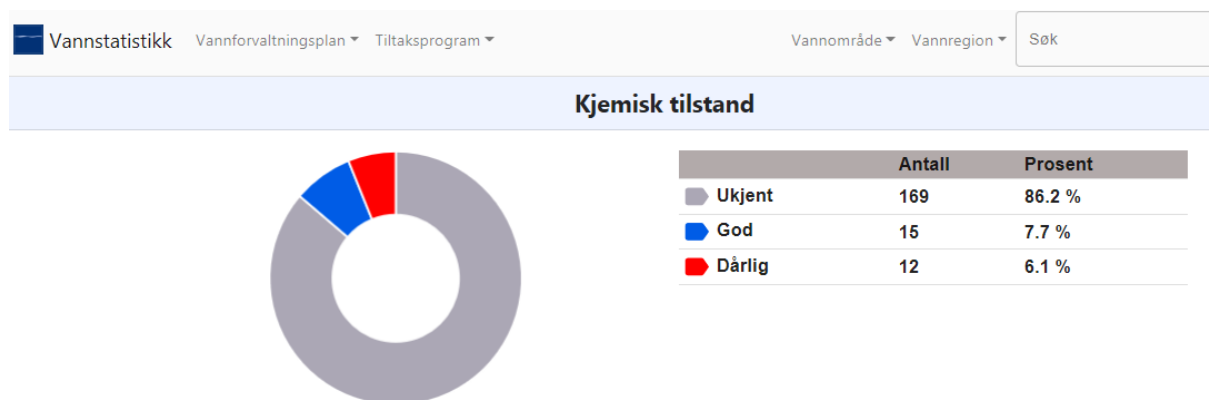 Vannstatistikk Vannforvaltningsplan Tiltaksprogram Vannområde Vannregion Søk
Kjemisk tilstand
Antall Prosent
Ukjent 169 86.2 %
God 15 7.7 %
Dårlig 12 6.1 %